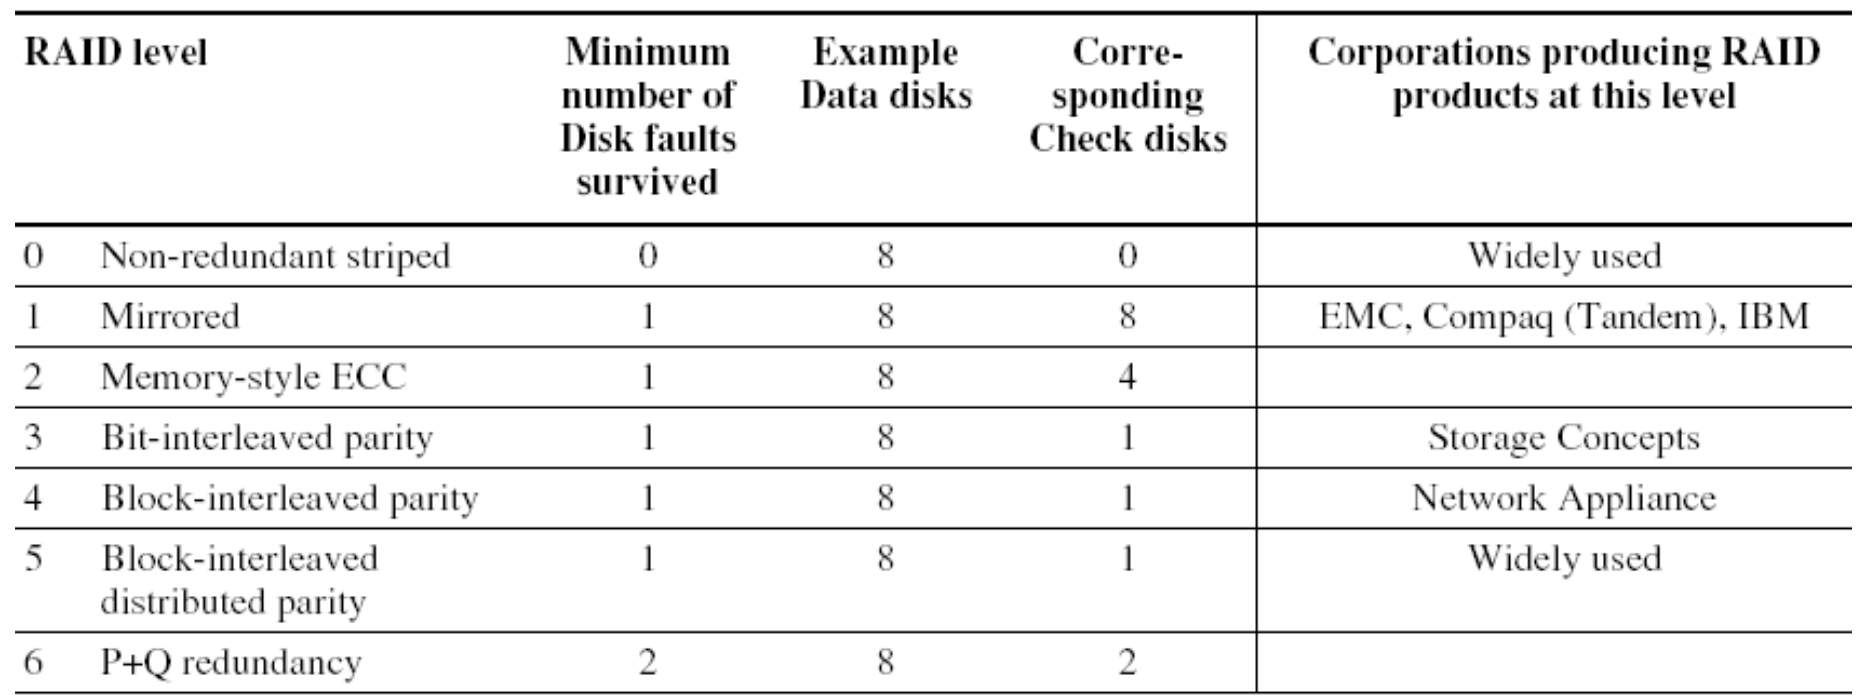 RAID level Minimum number of Disk faults survived Example Data disks Corre-sponding Check disks Corporations producing RAID products at this level
0 Non-redundant striped 0 8 0 Widely used
1 Mirrored 1 8 8 EMC, Compaq (Tandem), IBM
2 Memory-style ECC 1 8 4
3 Bit-interleaved parity 1 8 1 Storage Concepts
4 Block-interleaved parity 1 8 1 Network Appliance
5 Block-interleaved 1 8 1 Widely used
distributed parity
6 P+Q redundancy 2 8 2